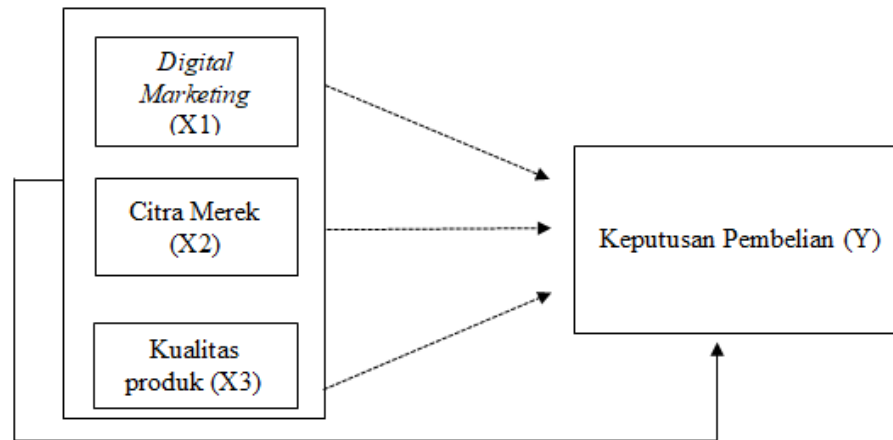 Digital
Marketing
(X1)
Citra Merek
(X2)
Kualitas
produk (X3)
Keputusan Pembelian (Y)